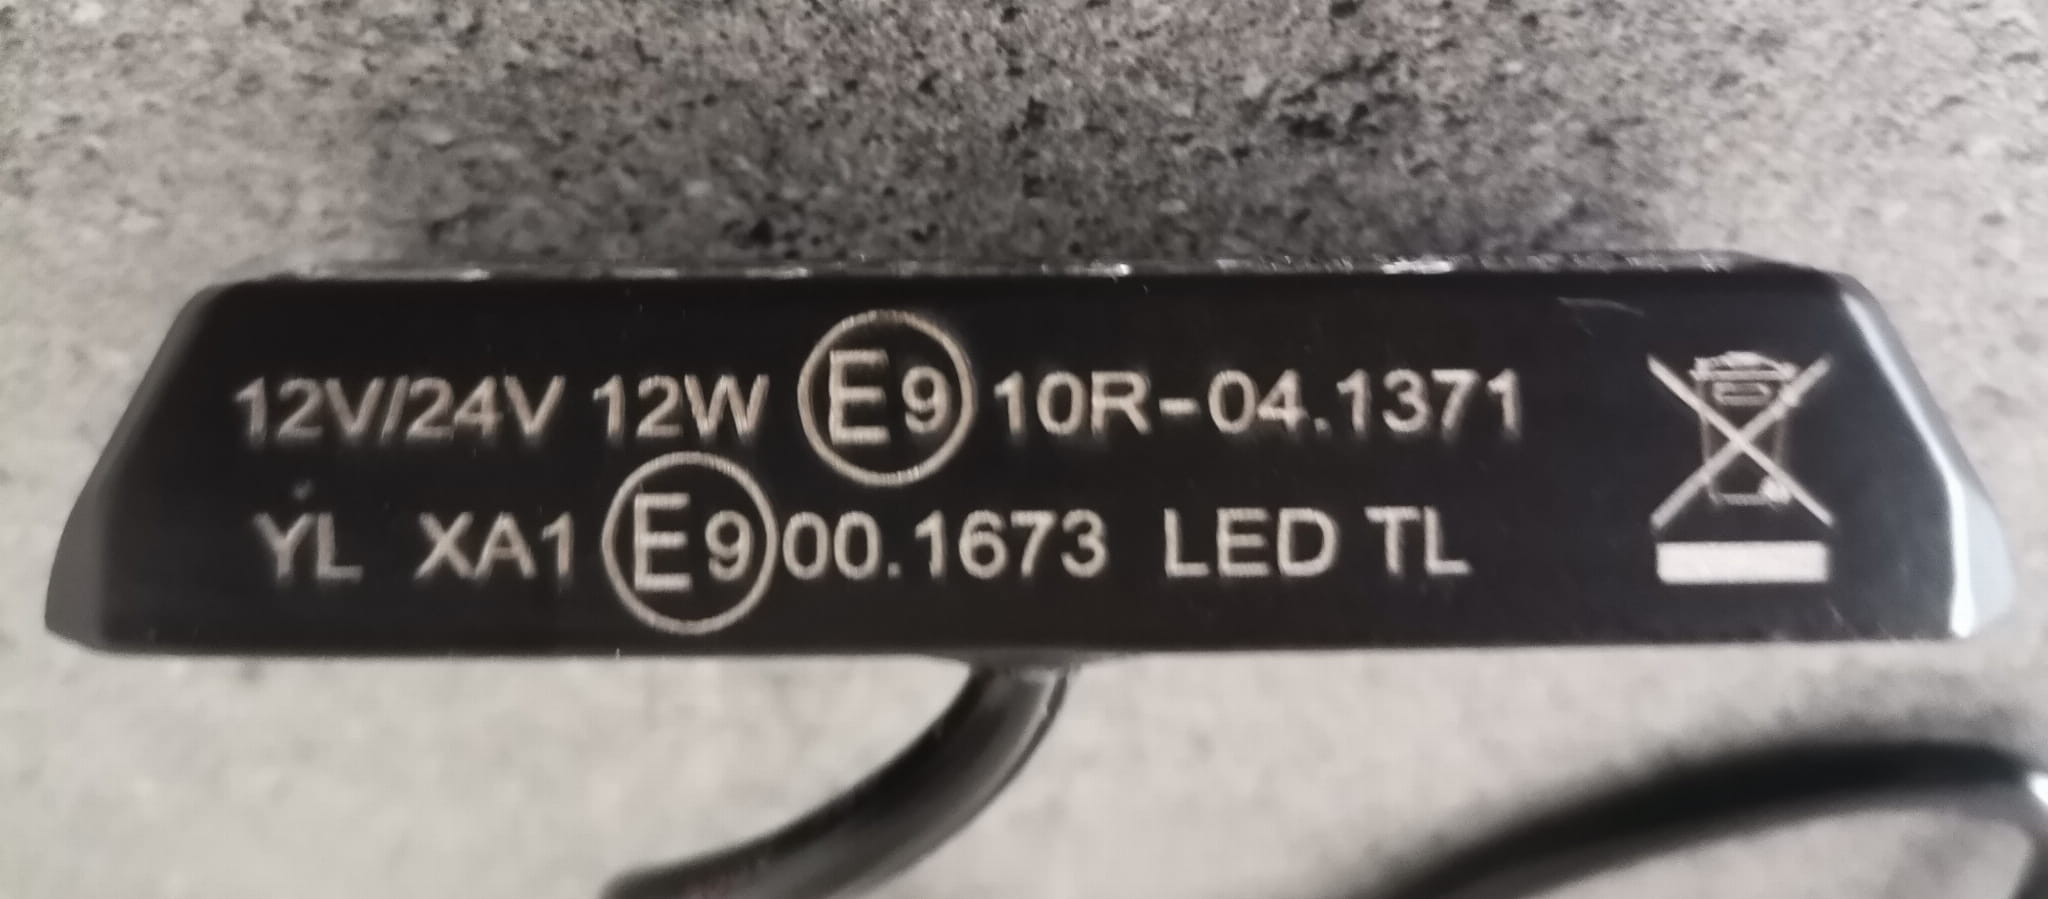 12V/24V 12W E9 10R-04.1371
YL XA1 E9 00.1673 LED TL